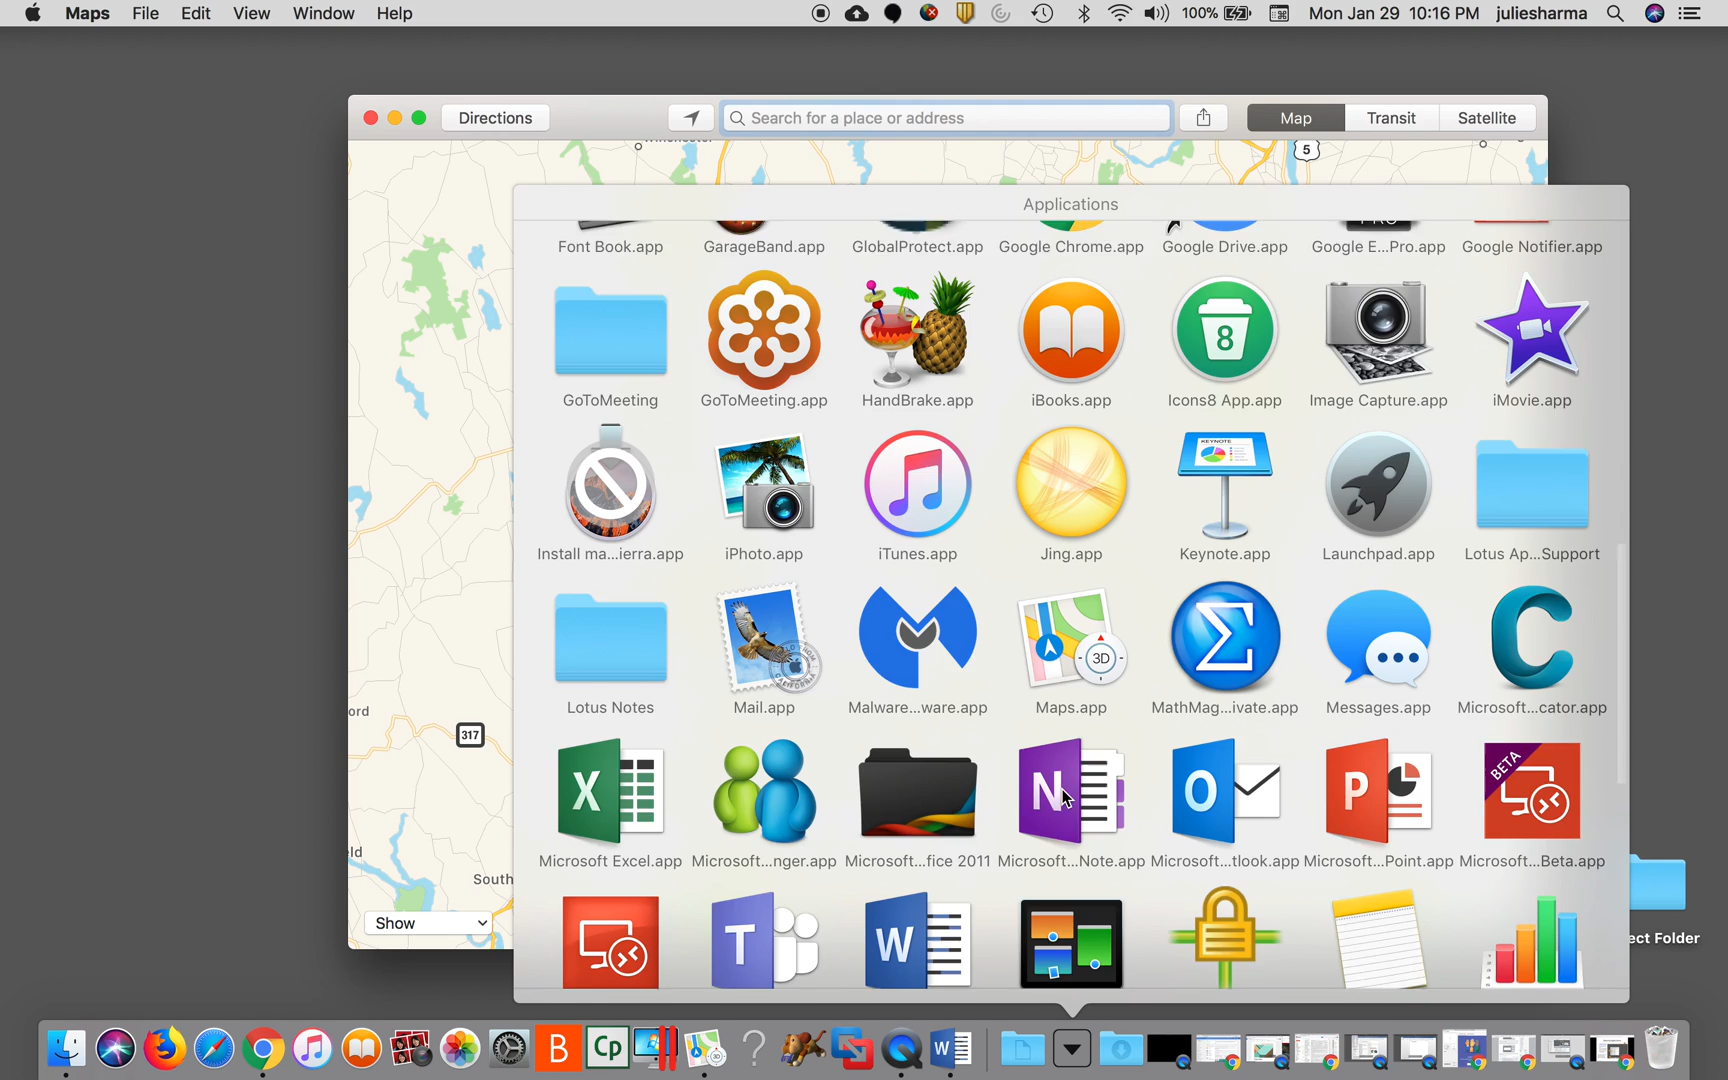 Maps File Edit View Window Help 100% Mon Jan 29 10:16 PM juliesharma
Directions Search for a place or address Map Transit Satellite
5
Applications
Font Book.app GarageBand.app GlobalProtect.app Google Chrome.app Google Drive.app Google E...Pro.app Google Notifier.app
8
GoToMeeting GoToMeeting.app HandBrake.app iBooks.app Icons8 App.app Image Capture.app iMovie.app
KEYNOTE
Install ma...ierra.app iPhoto.app iTunes.app Jing.app Keynote.app Launchpad.app Lotus Ap...Support
3D
Σ
C
ord
Lotus Notes Mail.app Malware...ware.app Maps.app MathMag...ivate.app Messages.app Microsoft...cator.app
317
X N O P BETA
ld
Microsoft Excel.app Microsoft...nger.app Microsoft...fice 2011 Microsoft...Note.app Microsoft...tlook.app Microsoft...Point.app Microsoft...Beta.app
South
Show
T W
ect Folder
B Cp 3D ? W